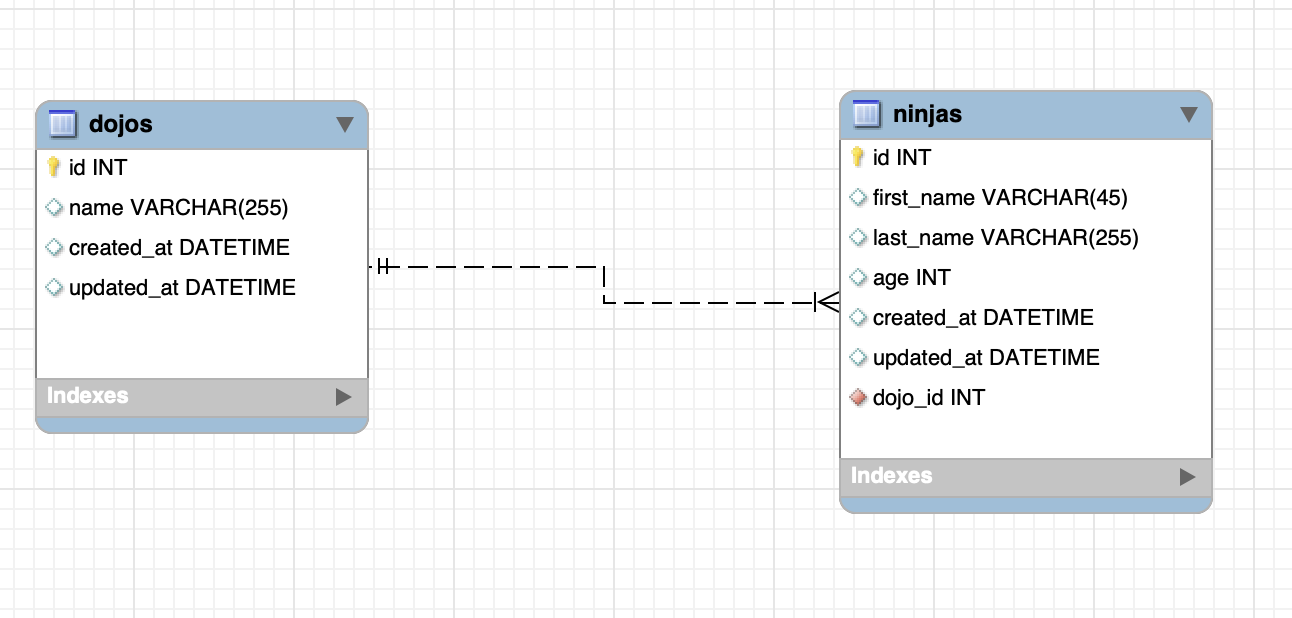 dojos
id INT
name VARCHAR(255)
created_at DATETIME
updated_at DATETIME
Indexes
ninjas
id INT
first_name VARCHAR(45)
last_name VARCHAR(255)
age INT
created_at DATETIME
updated_at DATETIME
dojo_id INT
Indexes